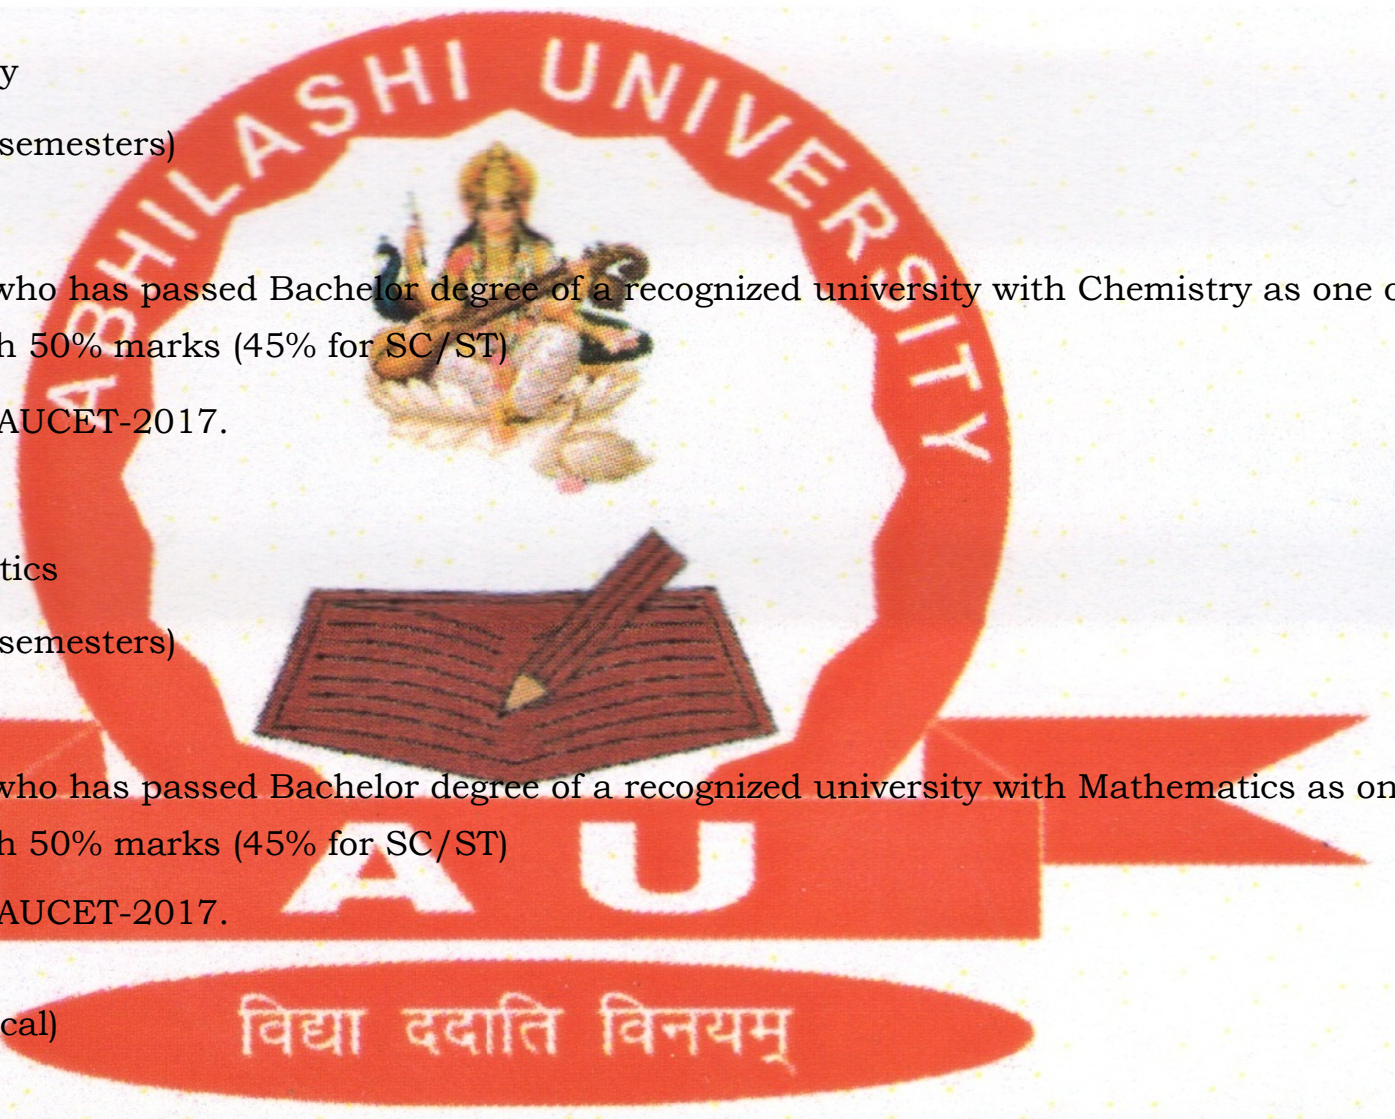 ABHILASHI UNIVERSITY
y
semesters)
who has passed Bachelor degree of a recognized university with Chemistry as one o
h 50% marks (45% for SC/ST)
AUCET-2017.
tics
semesters)
who has passed Bachelor degree of a recognized university with Mathematics as on
h 50% marks (45% for SC/ST)
A U
AUCET-2017.
cal)
विद्या ददाति विनयम्